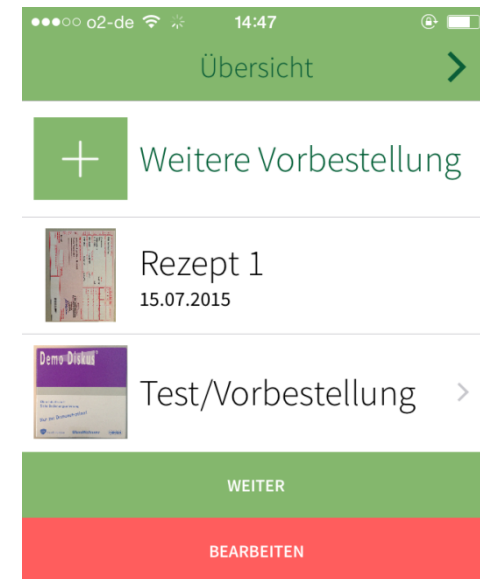 o2-de 14:47
Übersicht
Weitere Vorbestellung
Rezept 1
15.07.2015
Demo Diskus
Test/Vorbestellung
WEITER
BEARBEITEN